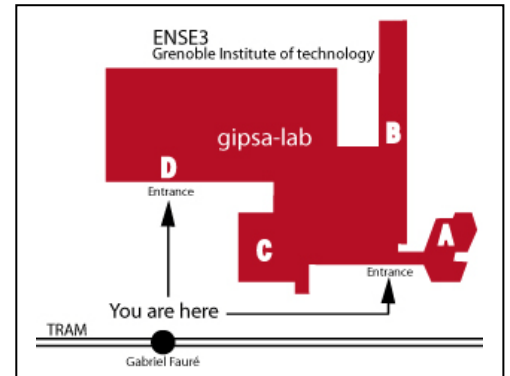 ENSE3
Grenoble Institute of technology
B
gipsa-lab
D
Entrance
A
C
Entrance
You are here
TRAM
Gabriel Fauré